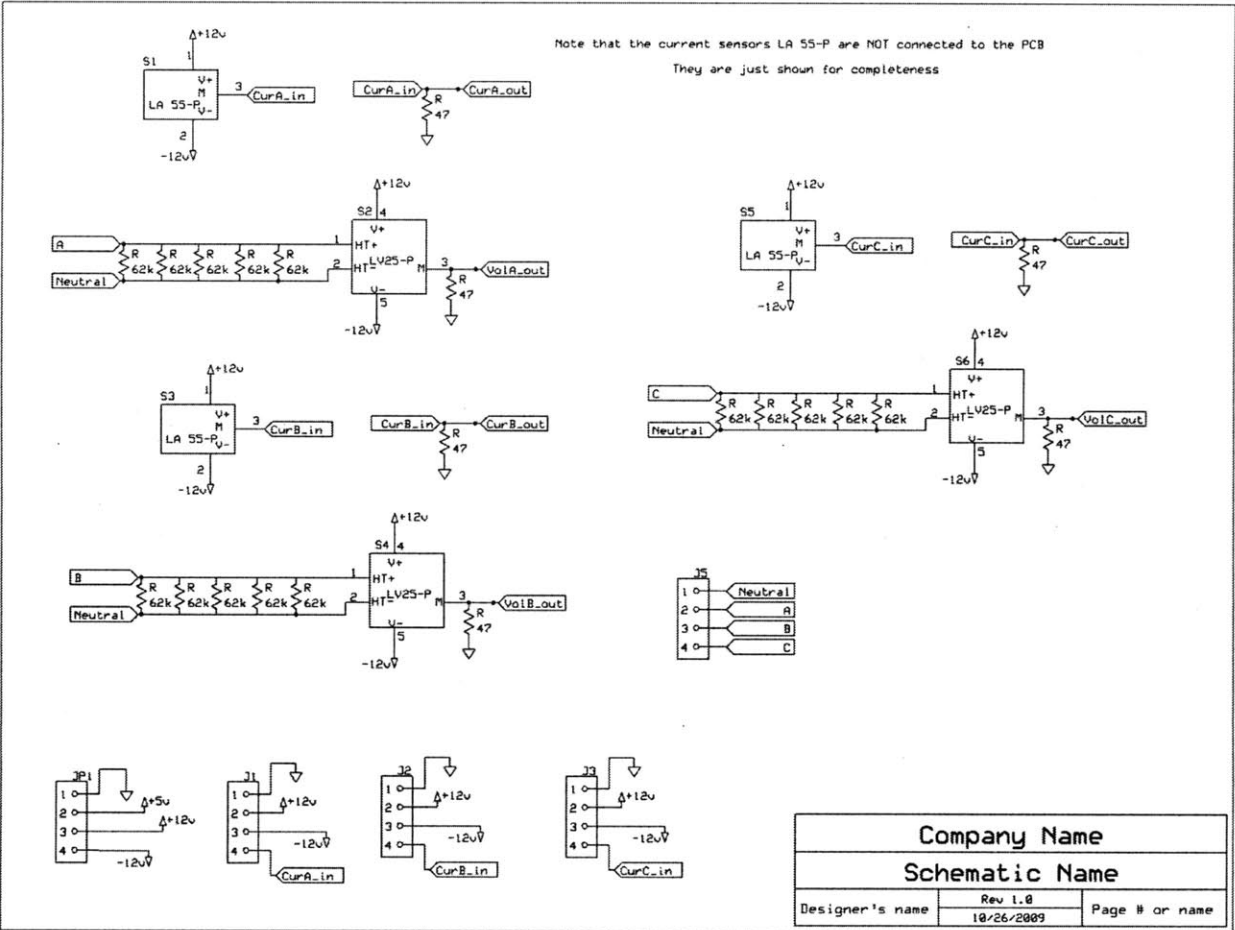 Note that the current sensors LA 55-P are NOT connected to the PCB
They are just shown for completeness
+12v
S1
1
V+
M
LA 55-P
V-
3
CurA_in
2
-12v
CurA_in
CurA_out
R
47
+12v
S2
4
V+
A
1
HT+
R
62k
R
62k
R
62k
R
62k
R
62k
Neutral
2
HT-
LV25-P
M
3
VolA_out
R
47
V-
5
-12v
+12v
S5
1
V+
M
LA 55-P
V-
3
CurC_in
2
-12v
CurC_in
CurC_out
R
47
+12v
S3
1
V+
M
LA 55-P
V-
3
CurB_in
2
-12v
CurB_in
CurB_out
R
47
+12v
S6
4
V+
C
1
HT+
R
62k
R
62k
R
62k
R
62k
R
62k
Neutral
2
HT-
LV25-P
M
3
VolC_out
R
47
V-
5
-12v
+12v
S4
4
V+
B
1
HT+
R
62k
R
62k
R
62k
R
62k
R
62k
Neutral
2
HT-
LV25-P
M
3
VolB_out
R
47
V-
5
-12v
J5
1
Neutral
2
A
3
B
4
C
JP1
1
2
+5v
3
+12v
4
-12v
J1
1
2
+12v
3
-12v
4
CurA_in
J2
1
2
+12v
3
-12v
4
CurB_in
J3
1
2
+12v
3
-12v
4
CurC_in
Company Name
Schematic Name
Designer's name
Rev 1.0
10/26/2009
Page # or name